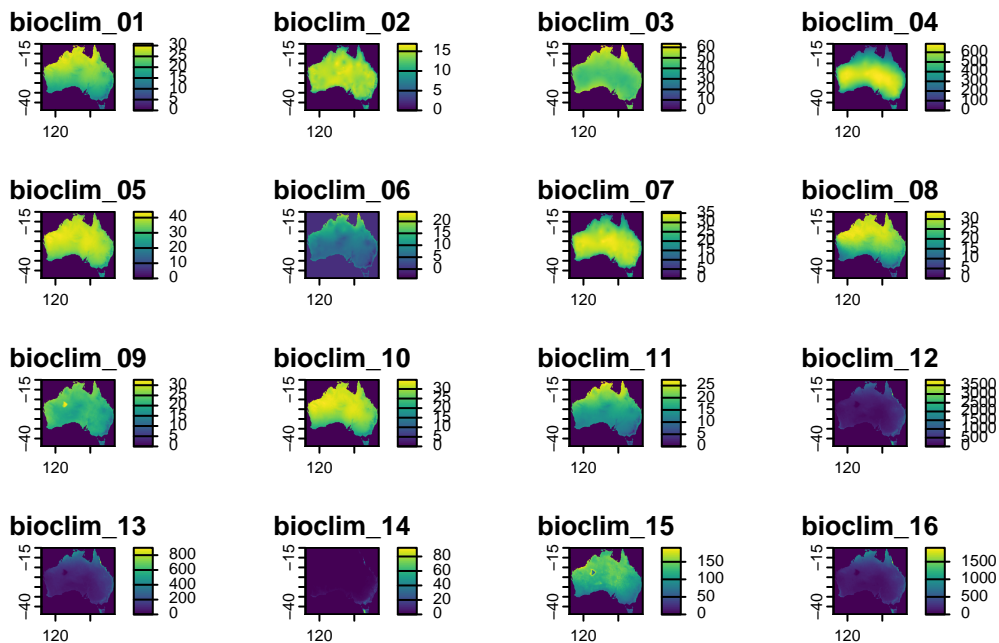 bioclim_01 bioclim_02 bioclim_03 bioclim_04
−15 −40 120 30 25 20 15 10 5 0
−15 −40 120 15 10 5 0
−15 −40 120 60 50 40 30 20 10 0
−15 −40 120 600 500 400 300 200 100 0
bioclim_05 bioclim_06 bioclim_07 bioclim_08
−15 −40 120 40 30 20 10 0
−15 −40 120 20 15 10 5 0
−15 −40 120 35 30 25 20 15 10 5 0
−15 −40 120 30 25 20 15 10 5 0
bioclim_09 bioclim_10 bioclim_11 bioclim_12
−15 −40 120 30 25 20 15 10 5 0
−15 −40 120 30 25 20 15 10 5 0
−15 −40 120 25 20 15 10 5 0
−15 −40 120 3500 3000 2500 2000 1500 1000 500 0
bioclim_13 bioclim_14 bioclim_15 bioclim_16
−15 −40 120 800 600 400 200 0
−15 −40 120 80 60 40 20 0
−15 −40 120 150 100 50 0
−15 −40 120 1500 1000 500 0